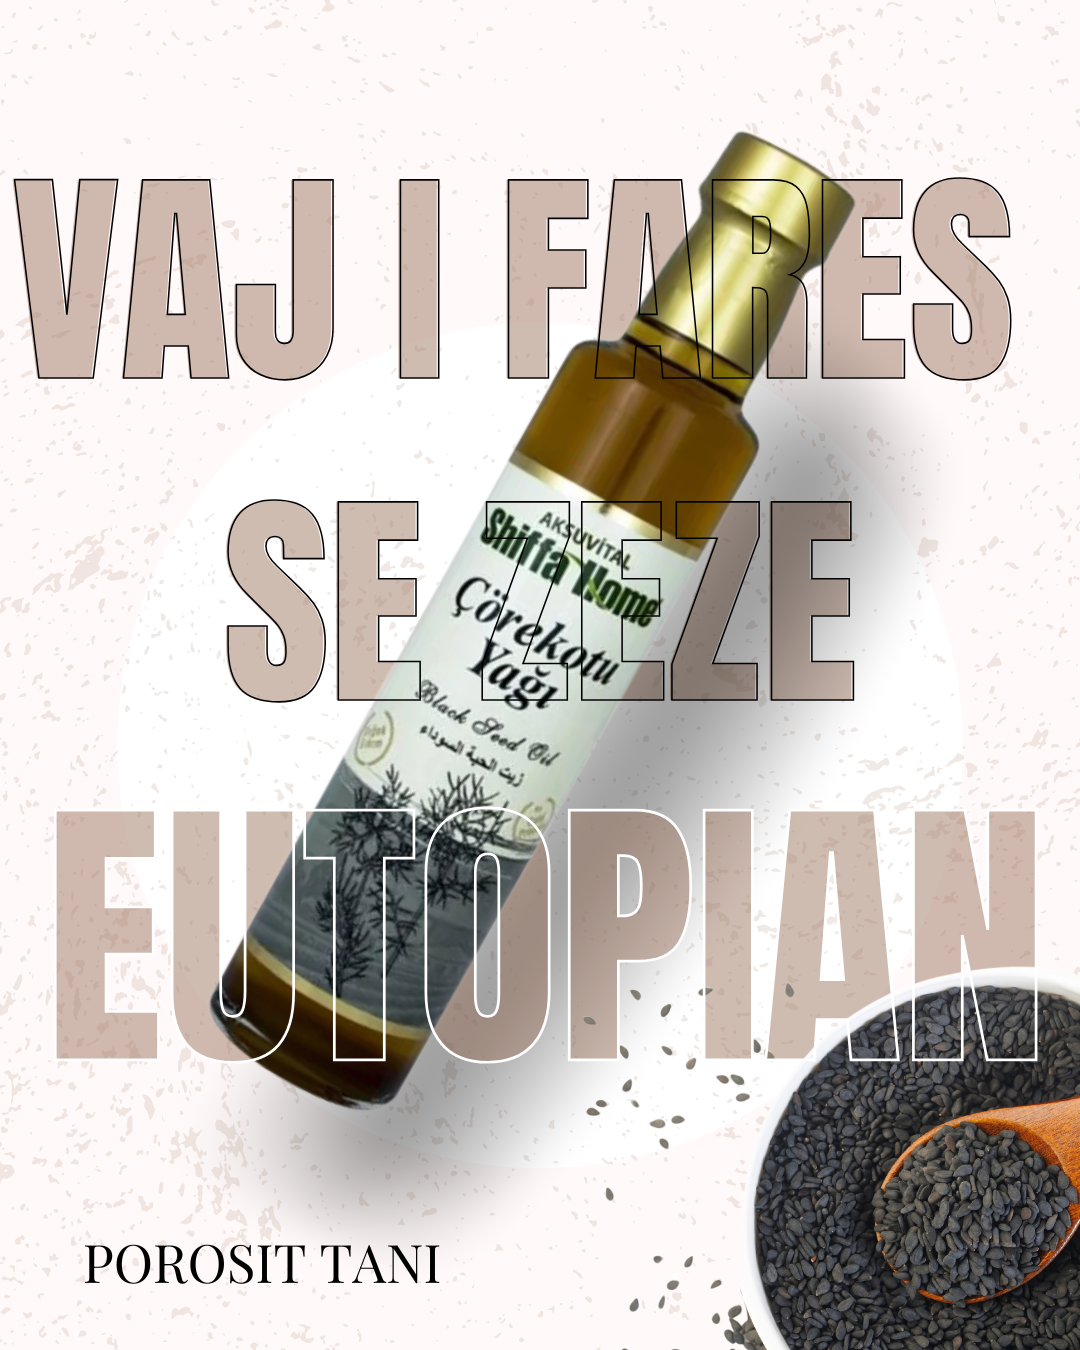 VAJ I FARES
SE ZEZE
AKSUVİTAL
Shiffa Home
Çörekotu
Yağı
Black Seed Oil
زيت الحبة السوداء
EUTOPIAN
POROSIT TANI